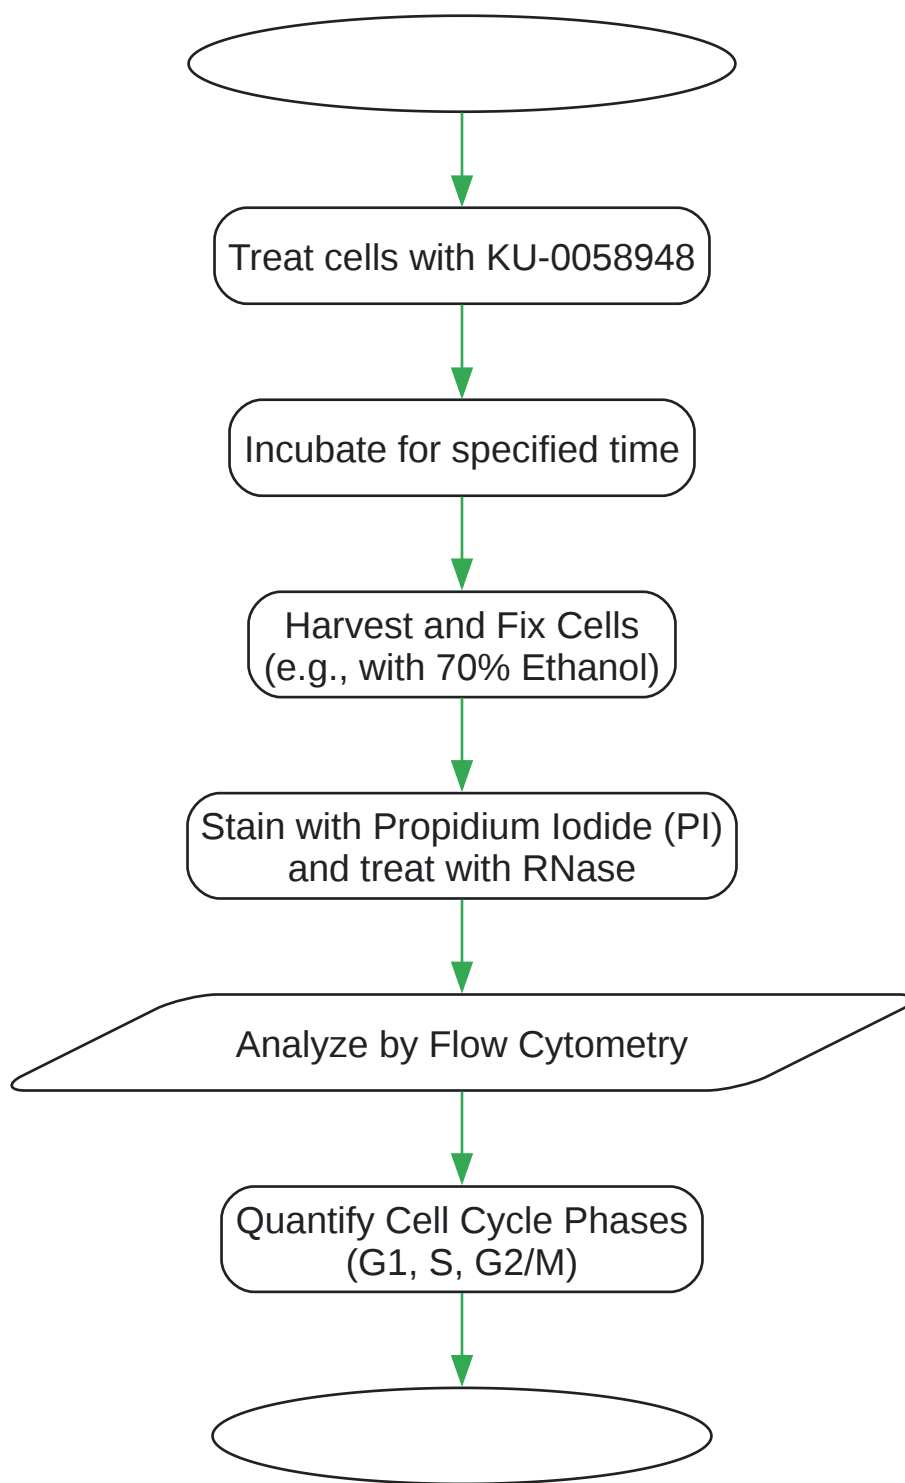 Treat cells with KU-0058948
Incubate for specified time
Harvest and Fix Cells
(e.g., with 70% Ethanol)
Stain with Propidium Iodide (PI)
and treat with RNase
Analyze by Flow Cytometry
Quantify Cell Cycle Phases
(G1, S, G2/M)